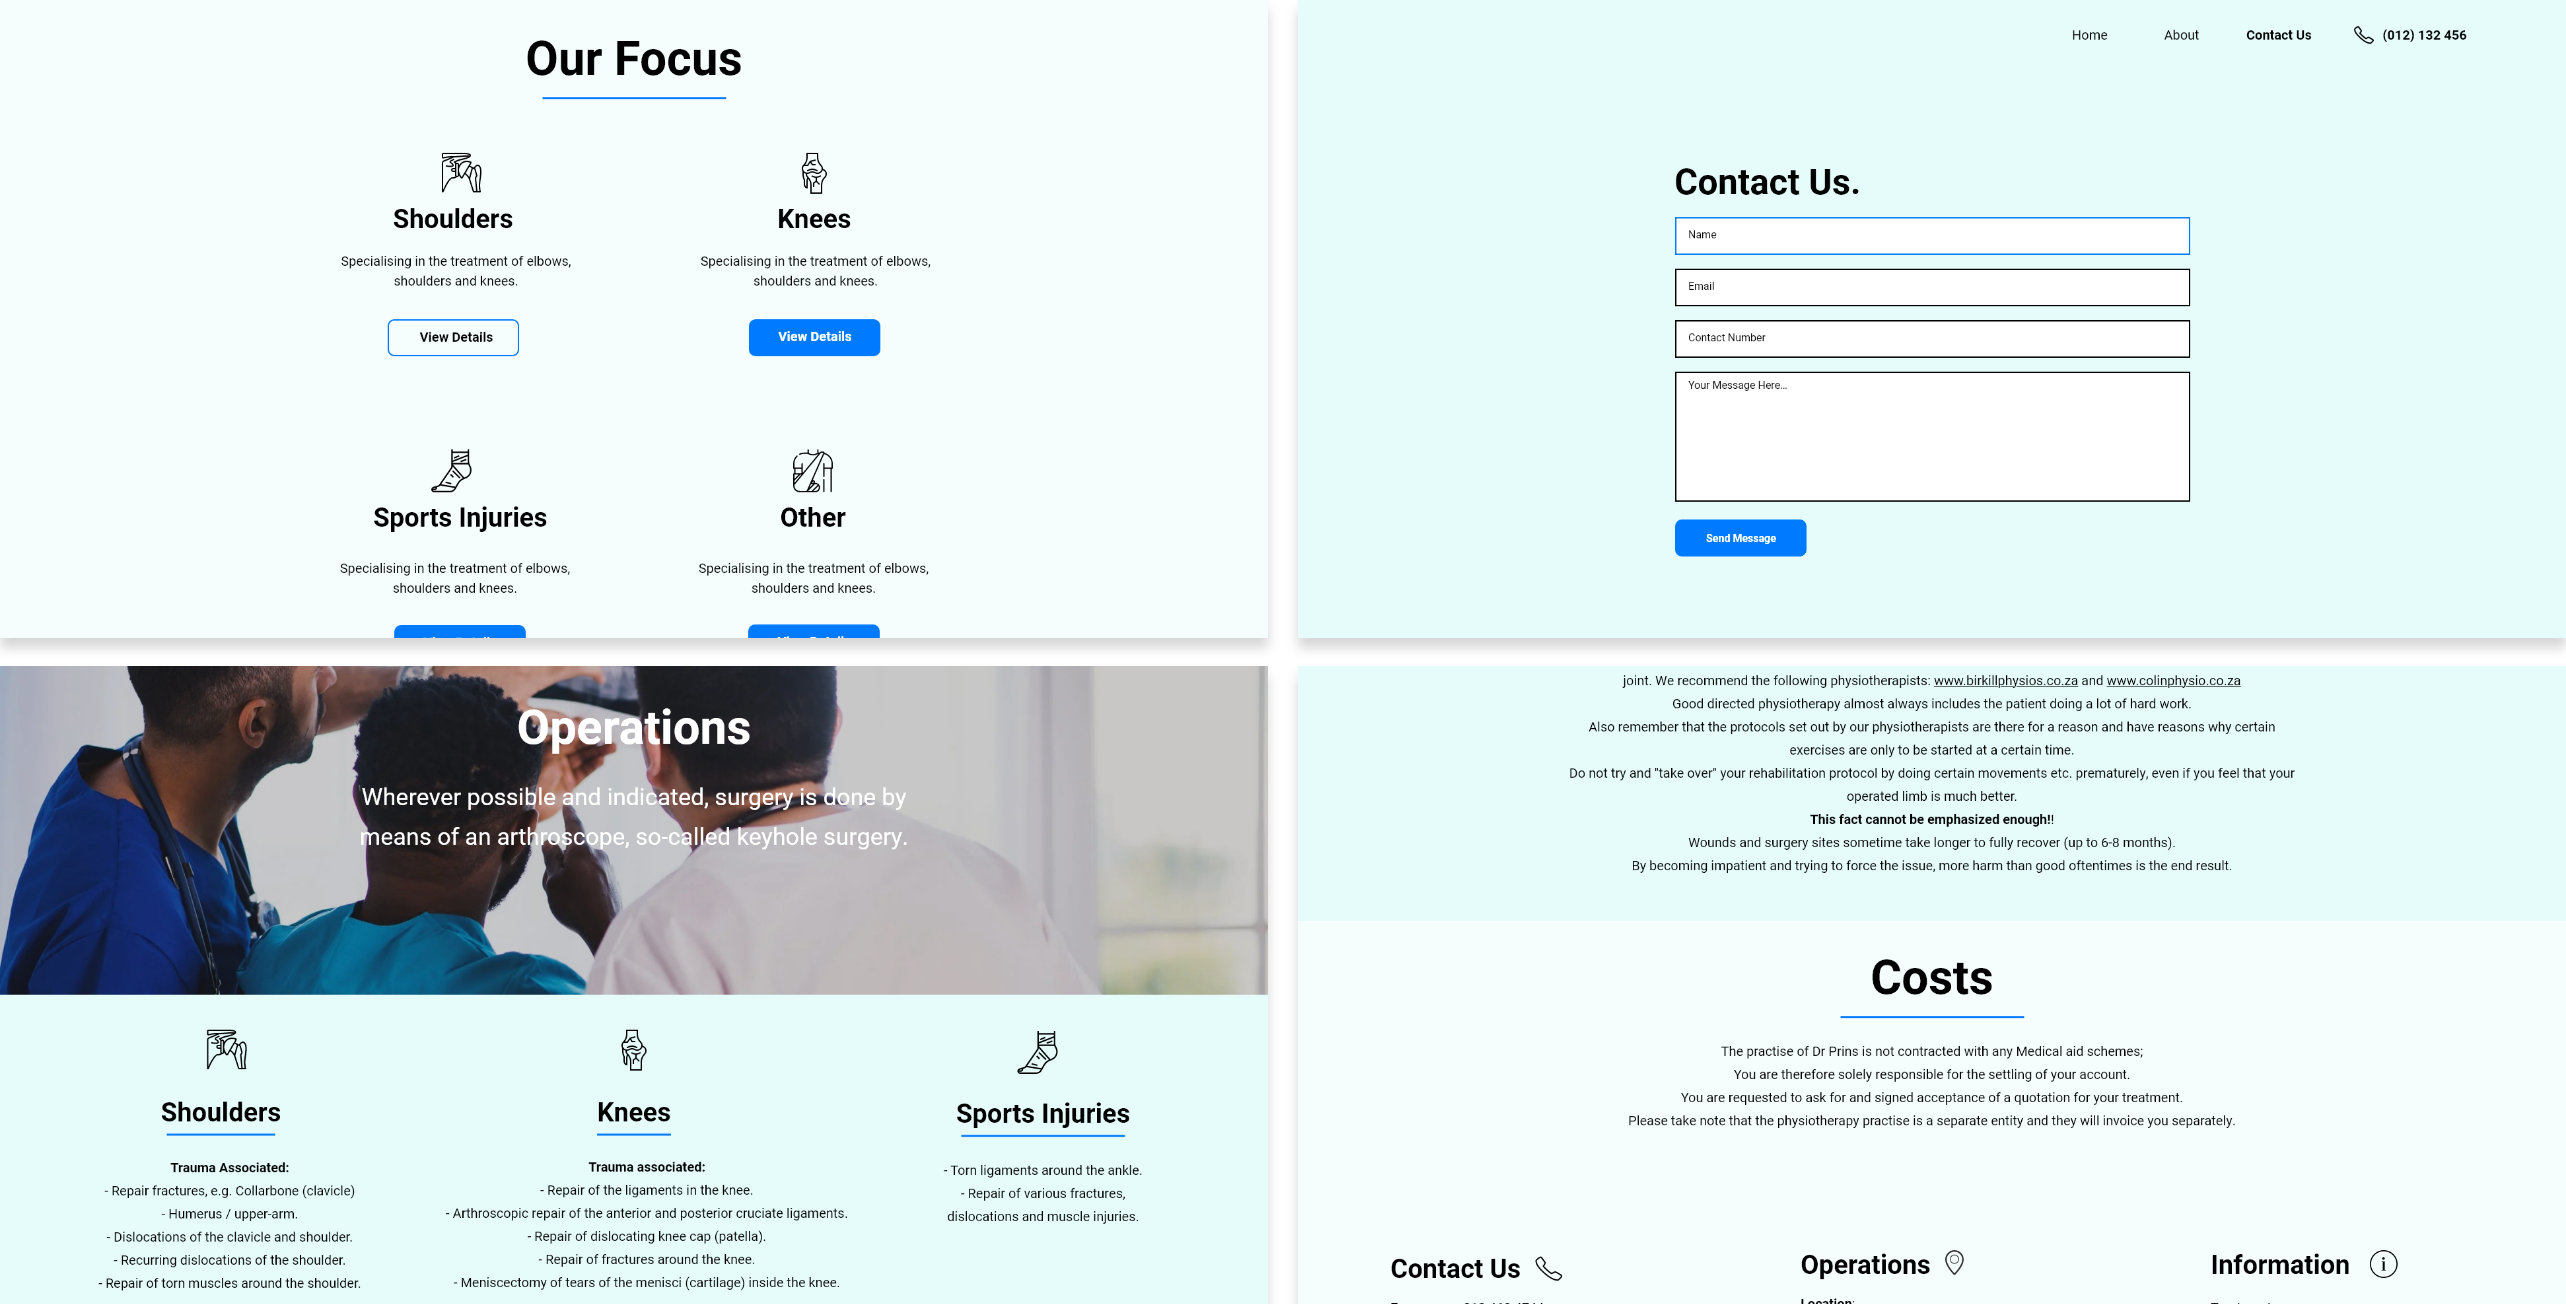 Our Focus
Shoulders
Specialising in the treatment of elbows,
shoulders and knees.
View Details
Knees
Specialising in the treatment of elbows,
shoulders and knees.
View Details
Sports Injuries
Specialising in the treatment of elbows,
shoulders and knees.
View Details
Other
Specialising in the treatment of elbows,
shoulders and knees.
View Details
Home
About
Contact Us
(012) 132 456
Contact Us.
Name
Email
Contact Number
Your Message Here...
Send Message
Operations
Wherever possible and indicated, surgery is done by
means of an arthroscope, so-called keyhole surgery.
Shoulders
Trauma Associated:
- Repair fractures, e.g. Collarbone (clavicle)
- Humerus / upper-arm.
- Dislocations of the clavicle and shoulder.
- Recurring dislocations of the shoulder.
- Repair of torn muscles around the shoulder.
Knees
Trauma associated:
- Repair of the ligaments in the knee.
- Arthroscopic repair of the anterior and posterior cruciate ligaments.
- Repair of dislocating knee cap (patella).
- Repair of fractures around the knee.
- Meniscectomy of tears of the menisci (cartilage) inside the knee.
Sports Injuries
- Torn ligaments around the ankle.
- Repair of various fractures,
dislocations and muscle injuries.
joint. We recommend the following physiotherapists: www.birkillphysios.co.za and www.colinphysio.co.za
Good directed physiotherapy almost always includes the patient doing a lot of hard work.
Also remember that the protocols set out by our physiotherapists are there for a reason and have reasons why certain
exercises are only to be started at a certain time.
Do not try and "take over" your rehabilitation protocol by doing certain movements etc. prematurely, even if you feel that your
operated limb is much better.
This fact cannot be emphasized enough!!
Wounds and surgery sites sometime take longer to fully recover (up to 6-8 months).
By becoming impatient and trying to force the issue, more harm than good oftentimes is the end result.
Costs
The practise of Dr Prins is not contracted with any Medical aid schemes;
You are therefore solely responsible for the settling of your account.
You are requested to ask for and signed acceptance of a quotation for your treatment.
Please take note that the physiotherapy practise is a separate entity and they will invoice you separately.
Contact Us
Operations
Location:
Information